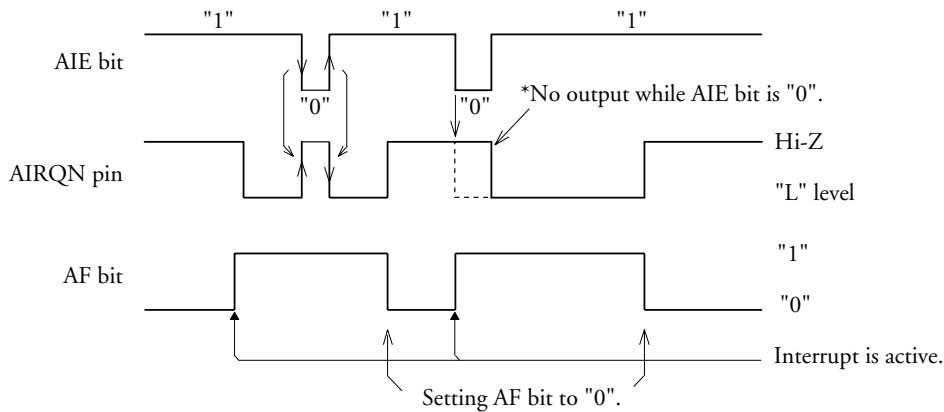 "1" "1" "1"
AIE bit
"0" "0"
*No output while AIE bit is "0".
Hi-Z
AIRQN pin
"L" level
"1"
AF bit
"0"
Interrupt is active.
Setting AF bit to "0".